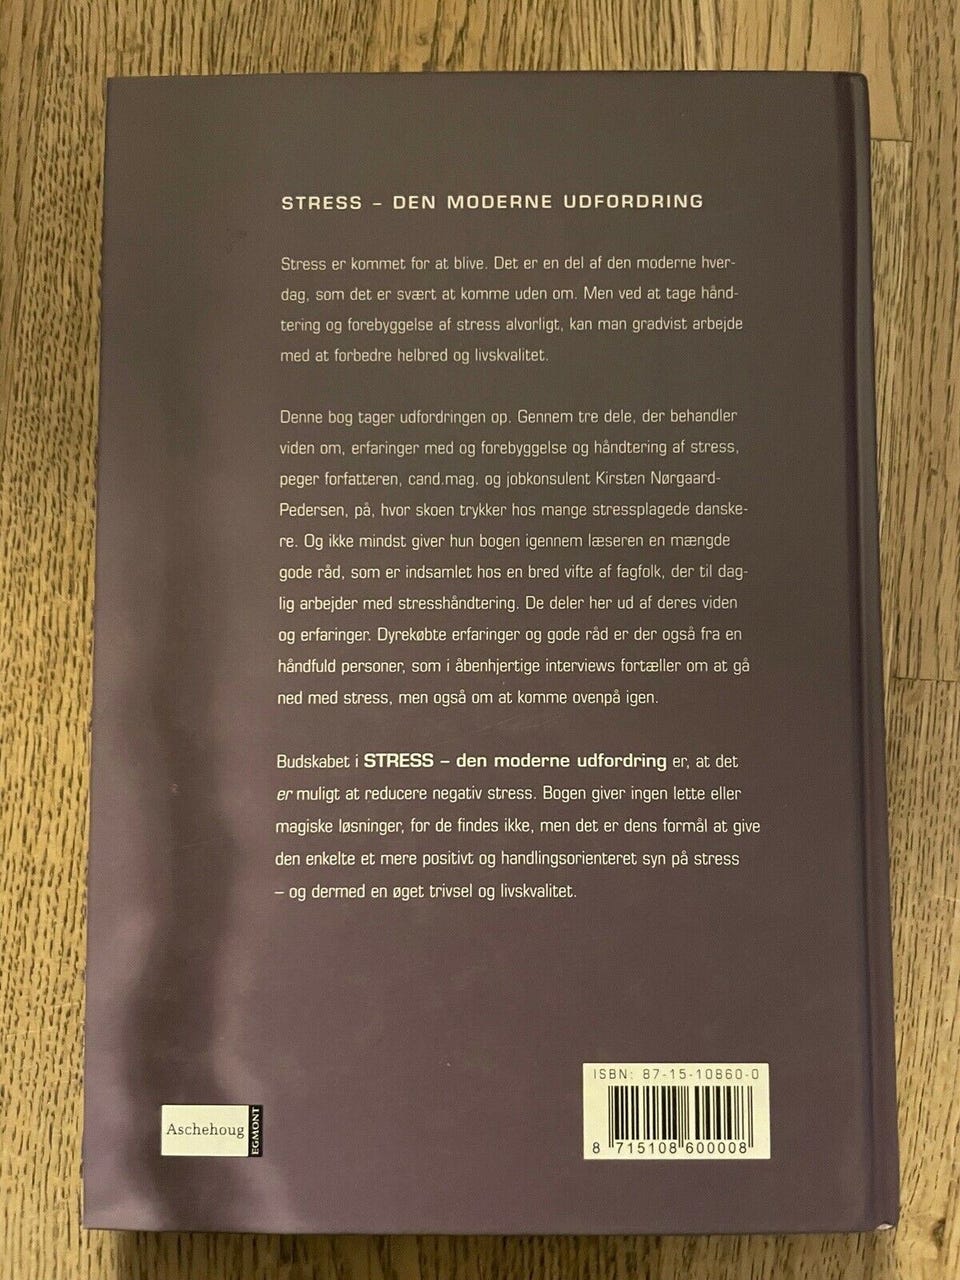 STRESS – DEN MODERNE UDFORDRING
Stress er kommet for at blive. Det er en del af den moderne hver-
dag, som det er svært at komme uden om. Men ved at tage hånd-
tering og forebyggelse af stress alvorligt, kan man gradvist arbejde
med at forbedre helbred og livskvalitet.
Denne bog tager udfordringen op. Gennem tre dele, der behandler
viden om, erfaringer med og forebyggelse og håndtering af stress,
peger forfatteren, cand.mag. og jobkonsulent Kirsten Nørgaard-
Pedersen, på, hvor skoen trykker hos mange stressplagede danske-
re. Og ikke mindst giver hun bogen igennem læseren en mængde
gode råd, som er indsamlet hos en bred vifte af fagfolk, der til dag-
lig arbejder med stresshåndtering. De deler her ud af deres viden
og erfaringer. Dyrekøbte erfaringer og gode råd er der også fra en
håndfuld personer, som i åbenhjertige interviews fortæller om at gå
ned med stress, men også om at komme ovenpå igen.
Budskabet i STRESS – den moderne udfordring er, at det
er muligt at reducere negativ stress. Bogen giver ingen lette eller
magiske løsninger, for de findes ikke, men det er dens formål at give
den enkelte et mere positivt og handlingsorienteret syn på stress
– og dermed en øget trivsel og livskvalitet.
ISBN: 87-15-10860-0
8 715108 600008
Aschehoug
EGMONT